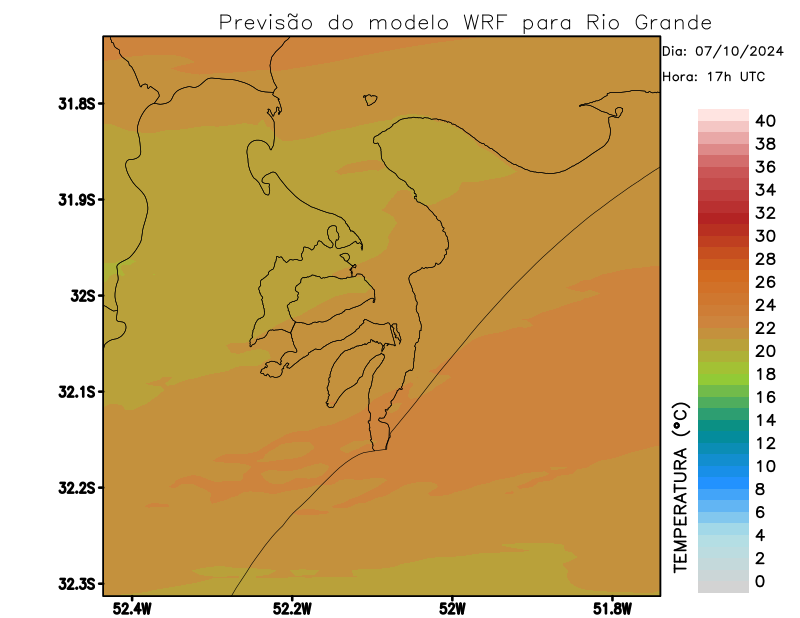 Previsão do modelo WRF para Rio Grande
Dia: 07/10/2024
Hora: 17h UTC
31.8S
31.9S
32S
32.1S
32.2S
32.3S
52.4W
52.2W
52W
51.8W
TEMPERATURA (°C)
40
38
36
34
32
30
28
26
24
22
20
18
16
14
12
10
8
6
4
2
0